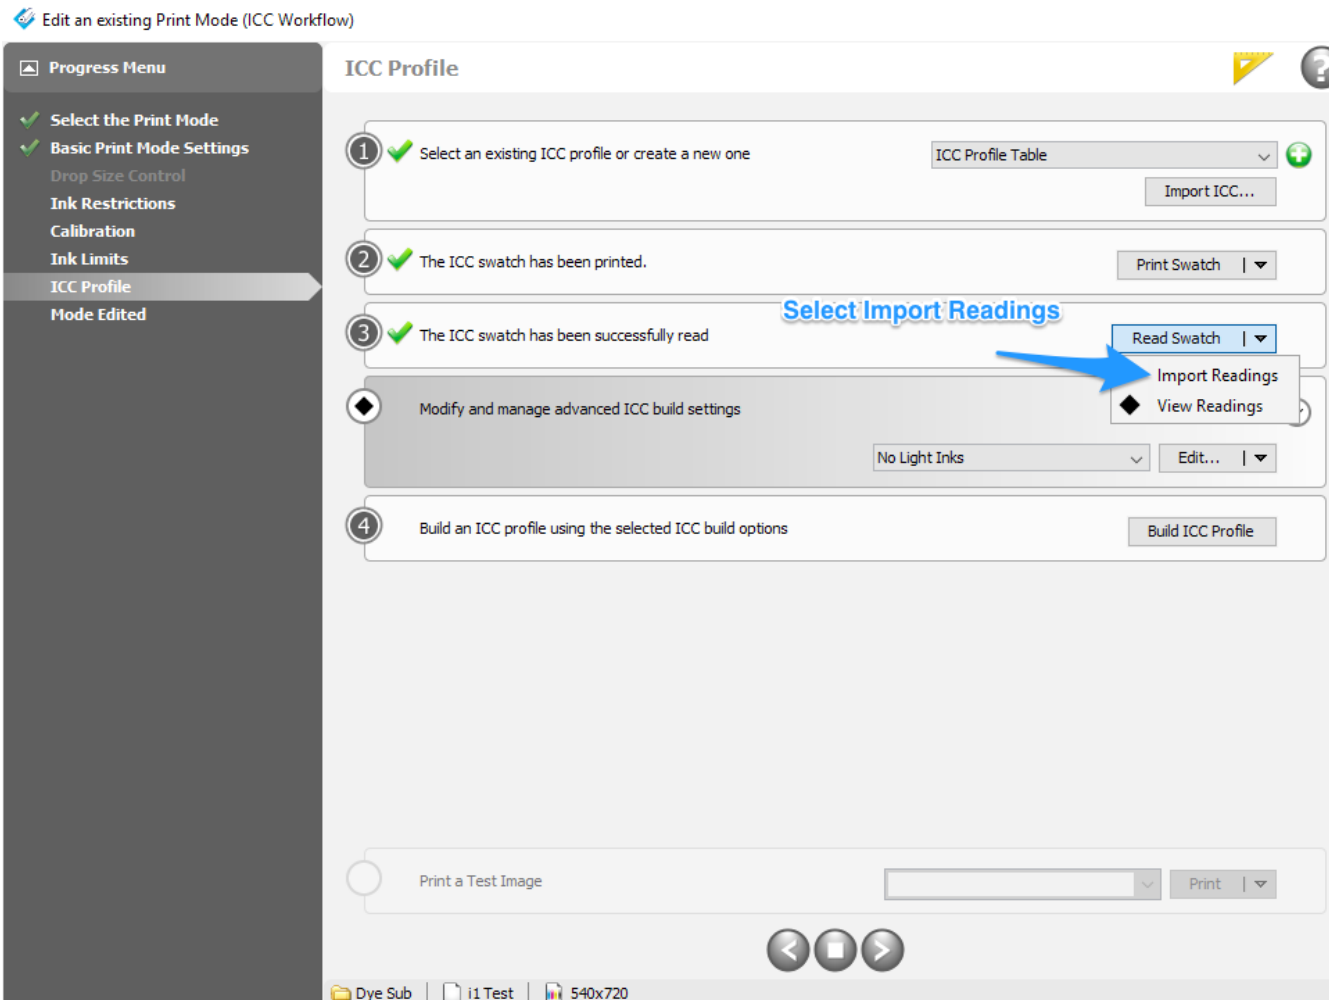 Edit an existing Print Mode (ICC Workflow)
Progress Menu
Select the Print Mode
Basic Print Mode Settings
Drop Size Control
Ink Restrictions
Calibration
Ink Limits
ICC Profile
Mode Edited
ICC Profile
?
1
Select an existing ICC profile or create a new one
ICC Profile Table
Import ICC...
2
The ICC swatch has been printed.
Print Swatch
Select Import Readings
3
The ICC swatch has been successfully read
Read Swatch
Import Readings
View Readings
Modify and manage advanced ICC build settings
No Light Inks
Edit...
4
Build an ICC profile using the selected ICC build options
Build ICC Profile
Print a Test Image
Print
Dye Sub
i1 Test
540x720